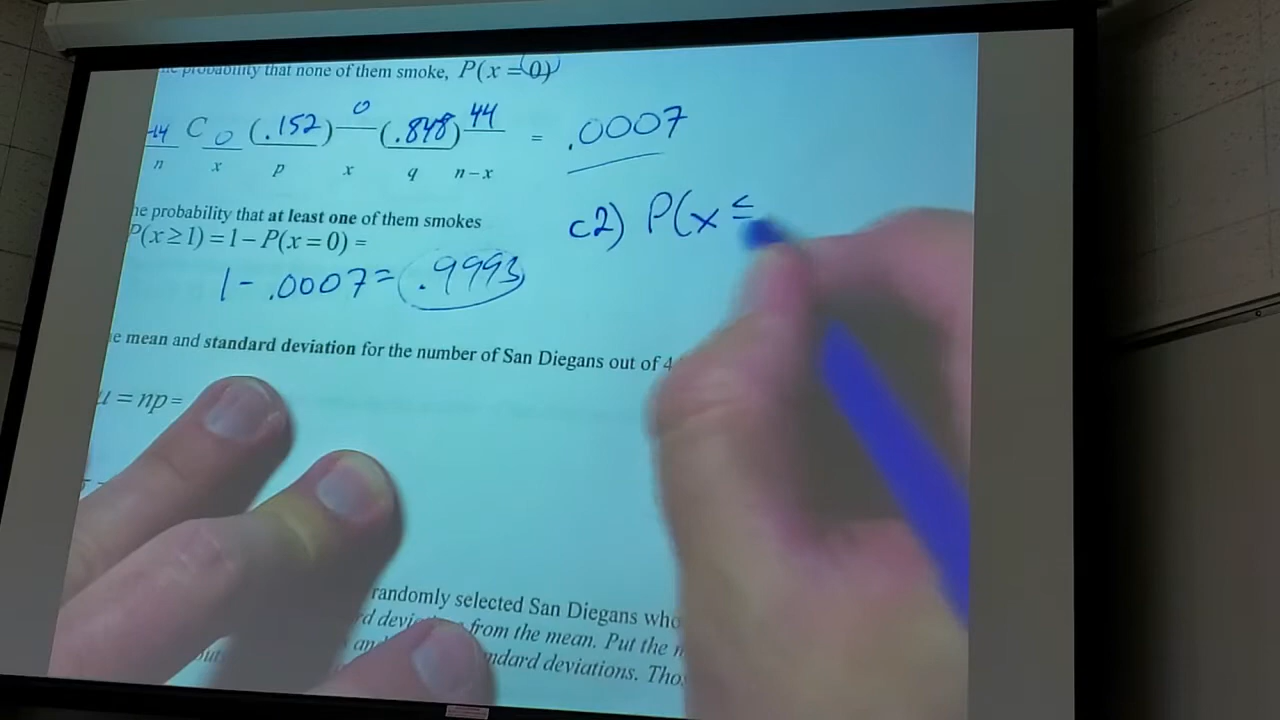 probability that none of them smoke, P(x = 0)
C 0 (.152) 0 (.848) 44 = .0007
n x p x q n−x
he probability that at least one of them smokes
P(x ≥ 1) = 1 − P(x = 0) =
1 - .0007 = .9993
c2) P(x ≤
e mean and standard deviation for the number of San Diegans out of 4
= np =
randomly selected San Diegans who
from the mean. Put the
standard deviations.